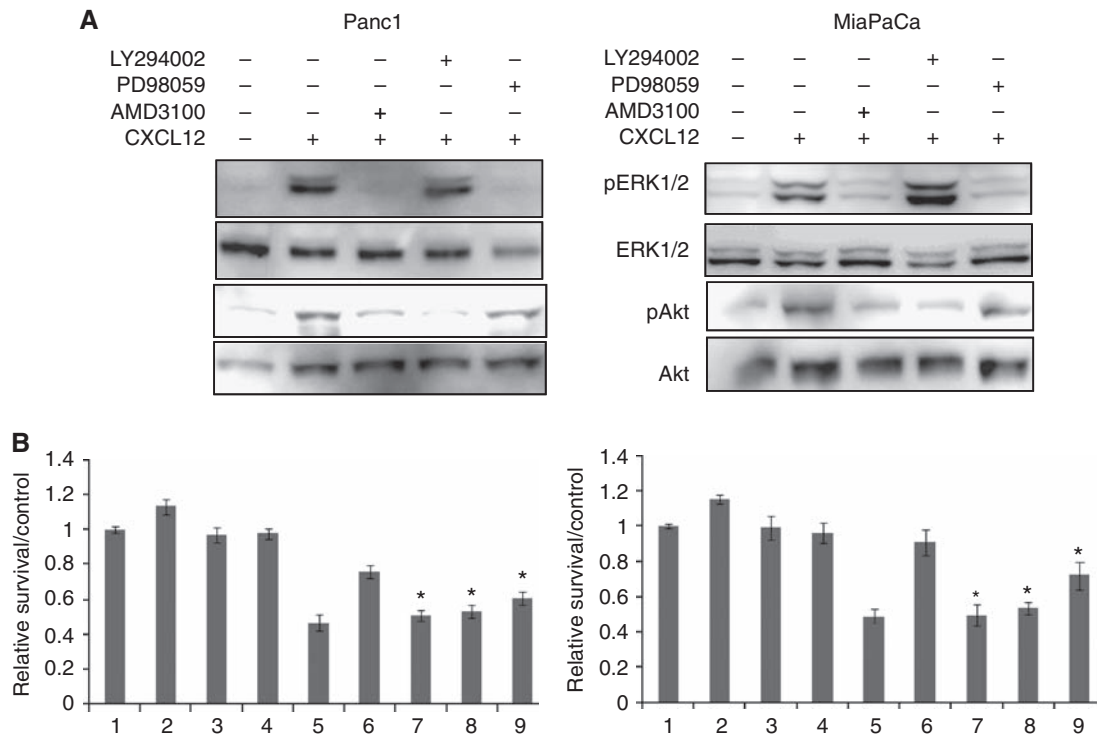 A
Panc1
LY294002 – – – + –
PD98059 – – – – +
AMD3100 – – + – –
CXCL12 – + + + +
MiaPaCa
LY294002 – – – + –
PD98059 – – – – +
AMD3100 – – + – –
CXCL12 – + + + +
pERK1/2
ERK1/2
pAkt
Akt
B
Relative survival/control
1.4
1.2
1
0.8
0.6
0.4
0.2
0
* * *
1 2 3 4 5 6 7 8 9
Relative survival/control
1.4
1.2
1
0.8
0.6
0.4
0.2
0
* * *
1 2 3 4 5 6 7 8 9